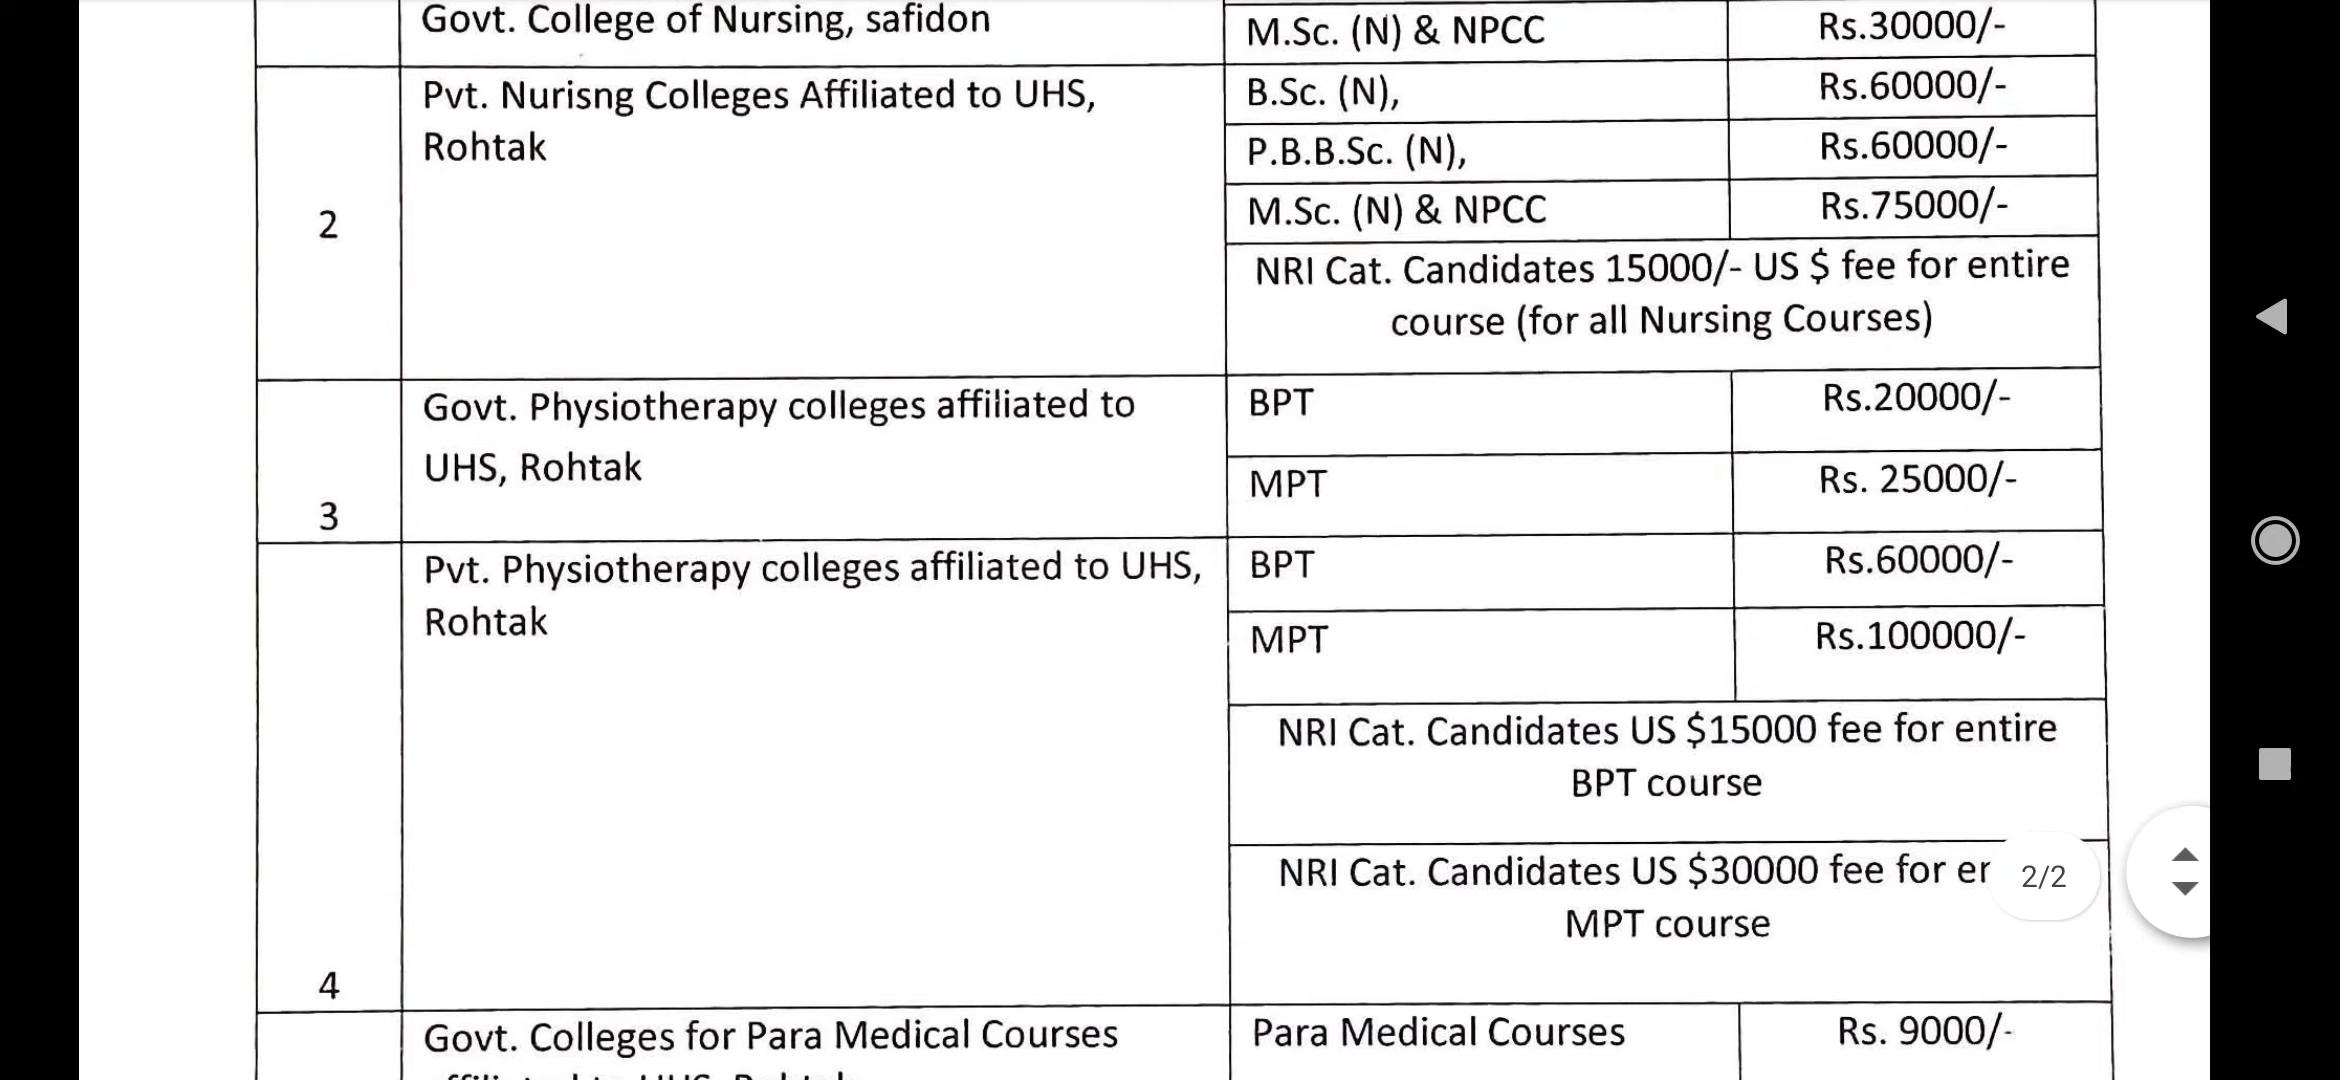 Govt. College of Nursing, safidon
M.Sc. (N) & NPCC Rs.30000/-
2
Pvt. Nurisng Colleges Affiliated to UHS,
Rohtak
B.Sc. (N), Rs.60000/-
P.B.B.Sc. (N), Rs.60000/-
M.Sc. (N) & NPCC Rs.75000/-
NRI Cat. Candidates 15000/- US $ fee for entire
course (for all Nursing Courses)
3
Govt. Physiotherapy colleges affiliated to
UHS, Rohtak
BPT Rs.20000/-
MPT Rs. 25000/-
4
Pvt. Physiotherapy colleges affiliated to UHS,
Rohtak
BPT Rs.60000/-
MPT Rs.100000/-
NRI Cat. Candidates US $15000 fee for entire
BPT course
NRI Cat. Candidates US $30000 fee for
MPT course
2/2
Govt. Colleges for Para Medical Courses
Para Medical Courses Rs. 9000/-